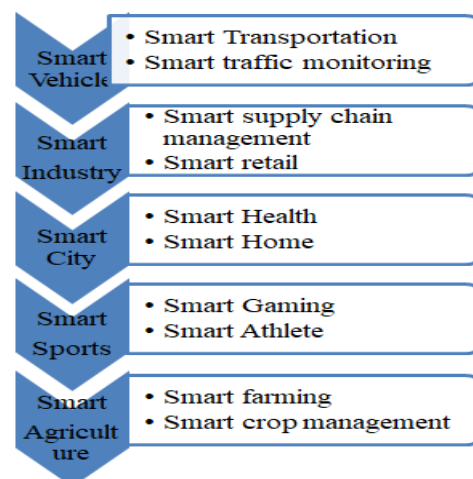 Smart
Vehicle
• Smart Transportation
• Smart traffic monitoring
Smart
Industry
• Smart supply chain
management
• Smart retail
Smart
City
• Smart Health
• Smart Home
Smart
Sports
• Smart Gaming
• Smart Athlete
Smart
Agricult
ure
• Smart farming
• Smart crop management